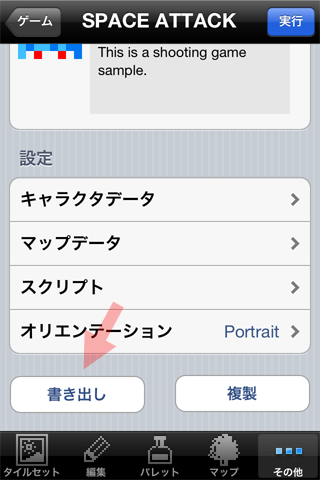 ゲーム
SPACE ATTACK
実行
This is a shooting game
sample.
設定
キャラクタデータ
マップデータ
スクリプト
オリエンテーション Portrait
書き出し
複製
タイルセット
編集
パレット
マップ
その他